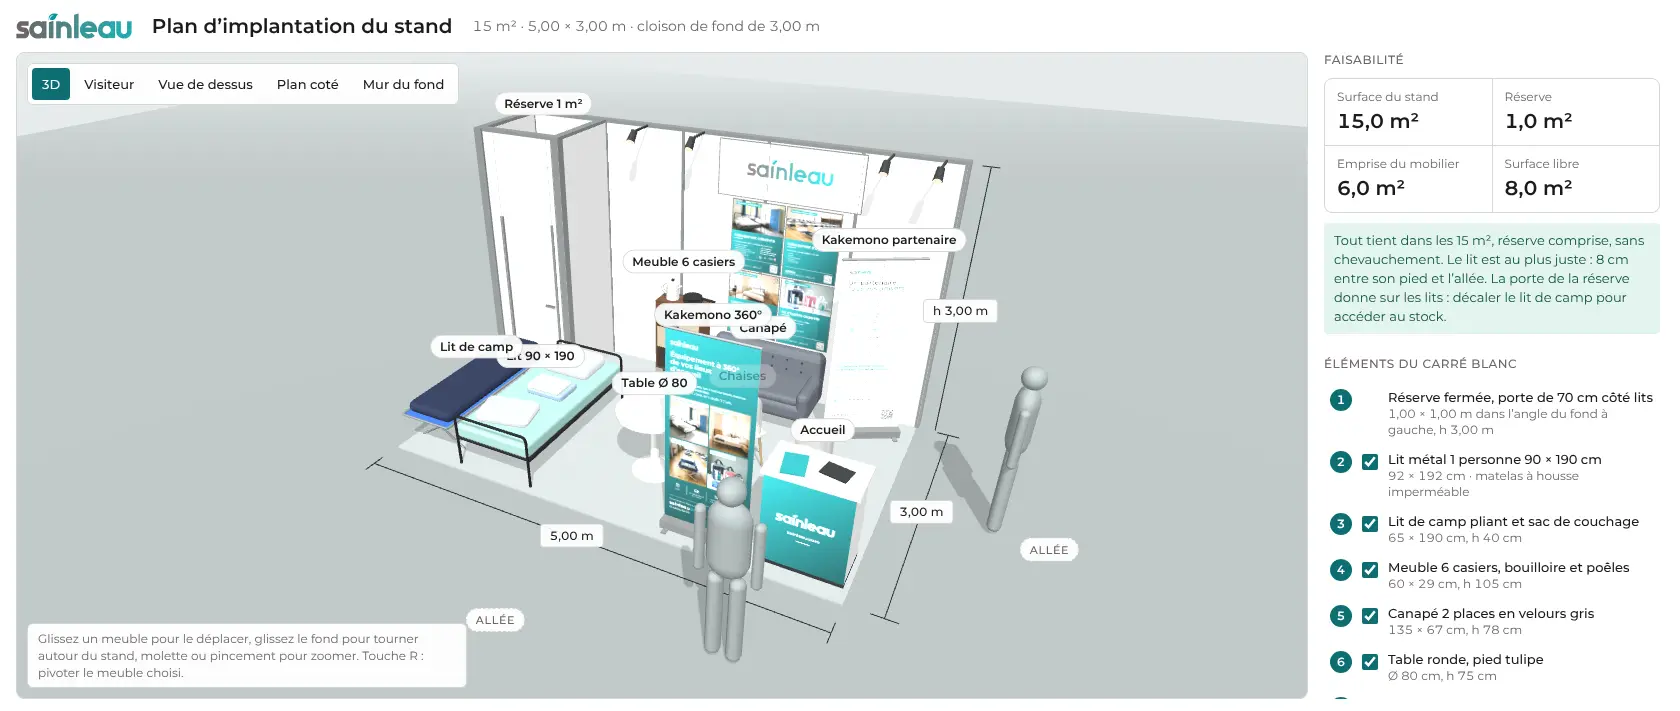 sainleau
Plan d’implantation du stand
15 m² · 5,00 × 3,00 m · cloison de fond de 3,00 m
3D
Visiteur
Vue de dessus
Plan coté
Mur du fond
Réserve 1 m²
sainleau
Kakemono partenaire
Meuble 6 casiers
h 3,00 m
Kakemono 360°
Canapé
Lit de camp
Lit 90 × 190
sainleau
Équipement à 360°
de vos lieux
Chaises
Table Ø 80
Accueil
sainleau
3,00 m
5,00 m
ALLÉE
ALLÉE
Glissez un meuble pour le déplacer, glissez le fond pour tourner
autour du stand, molette ou pincement pour zoomer. Touche R :
pivoter le meuble choisi.
FAISABILITÉ
Surface du stand
15,0 m²
Réserve
1,0 m²
Emprise du mobilier
6,0 m²
Surface libre
8,0 m²
Tout tient dans les 15 m², réserve comprise, sans
chevauchement. Le lit est au plus juste : 8 cm
entre son pied et l’allée. La porte de la réserve
donne sur les lits : décaler le lit de camp pour
accéder au stock.
ÉLÉMENTS DU CARRÉ BLANC
1
Réserve fermée, porte de 70 cm côté lits
1,00 × 1,00 m dans l’angle du fond à
gauche, h 3,00 m
2
Lit métal 1 personne 90 × 190 cm
92 × 192 cm · matelas à housse
imperméable
3
Lit de camp pliant et sac de couchage
65 × 190 cm, h 40 cm
4
Meuble 6 casiers, bouilloire et poêles
60 × 29 cm, h 105 cm
5
Canapé 2 places en velours gris
135 × 67 cm, h 78 cm
6
Table ronde, pied tulipe
Ø 80 cm, h 75 cm